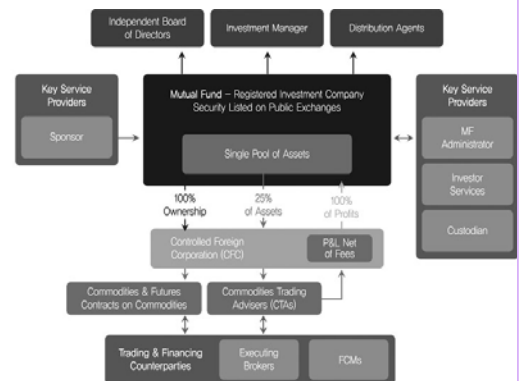 Independent Board
of Directors
Investment Manager
Distribution Agents
Key Service
Providers
Sponsor
Mutual Fund – Registered Investment Company
Security Listed on Public Exchanges
Single Pool of Assets
Key Service
Providers
MF
Administrator
Investor
Services
Custodian
100%
Ownership
25%
of Assets
100%
of Profits
Controlled Foreign
Corporation (CFC)
P&L Net
of Fees
Commodities & Futures
Contracts on Commodities
Commodities Trading
Advisers (CTAs)
Trading & Financing
Counterparties
Executing
Brokers
FCMs